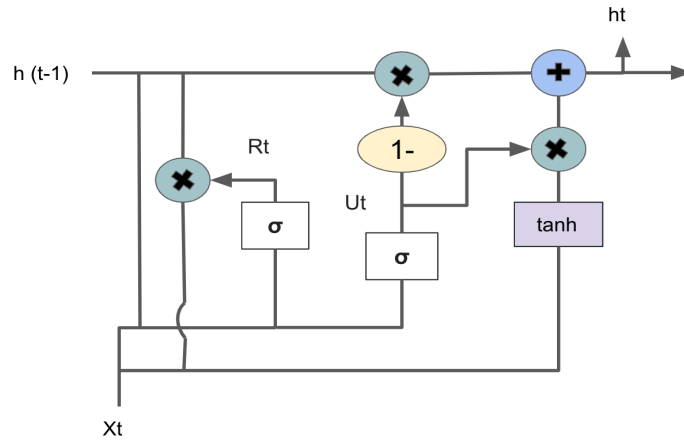 ht
h (t-1)
×
+
1-
×
Rt
×
Ut
σ
tanh
σ
Xt